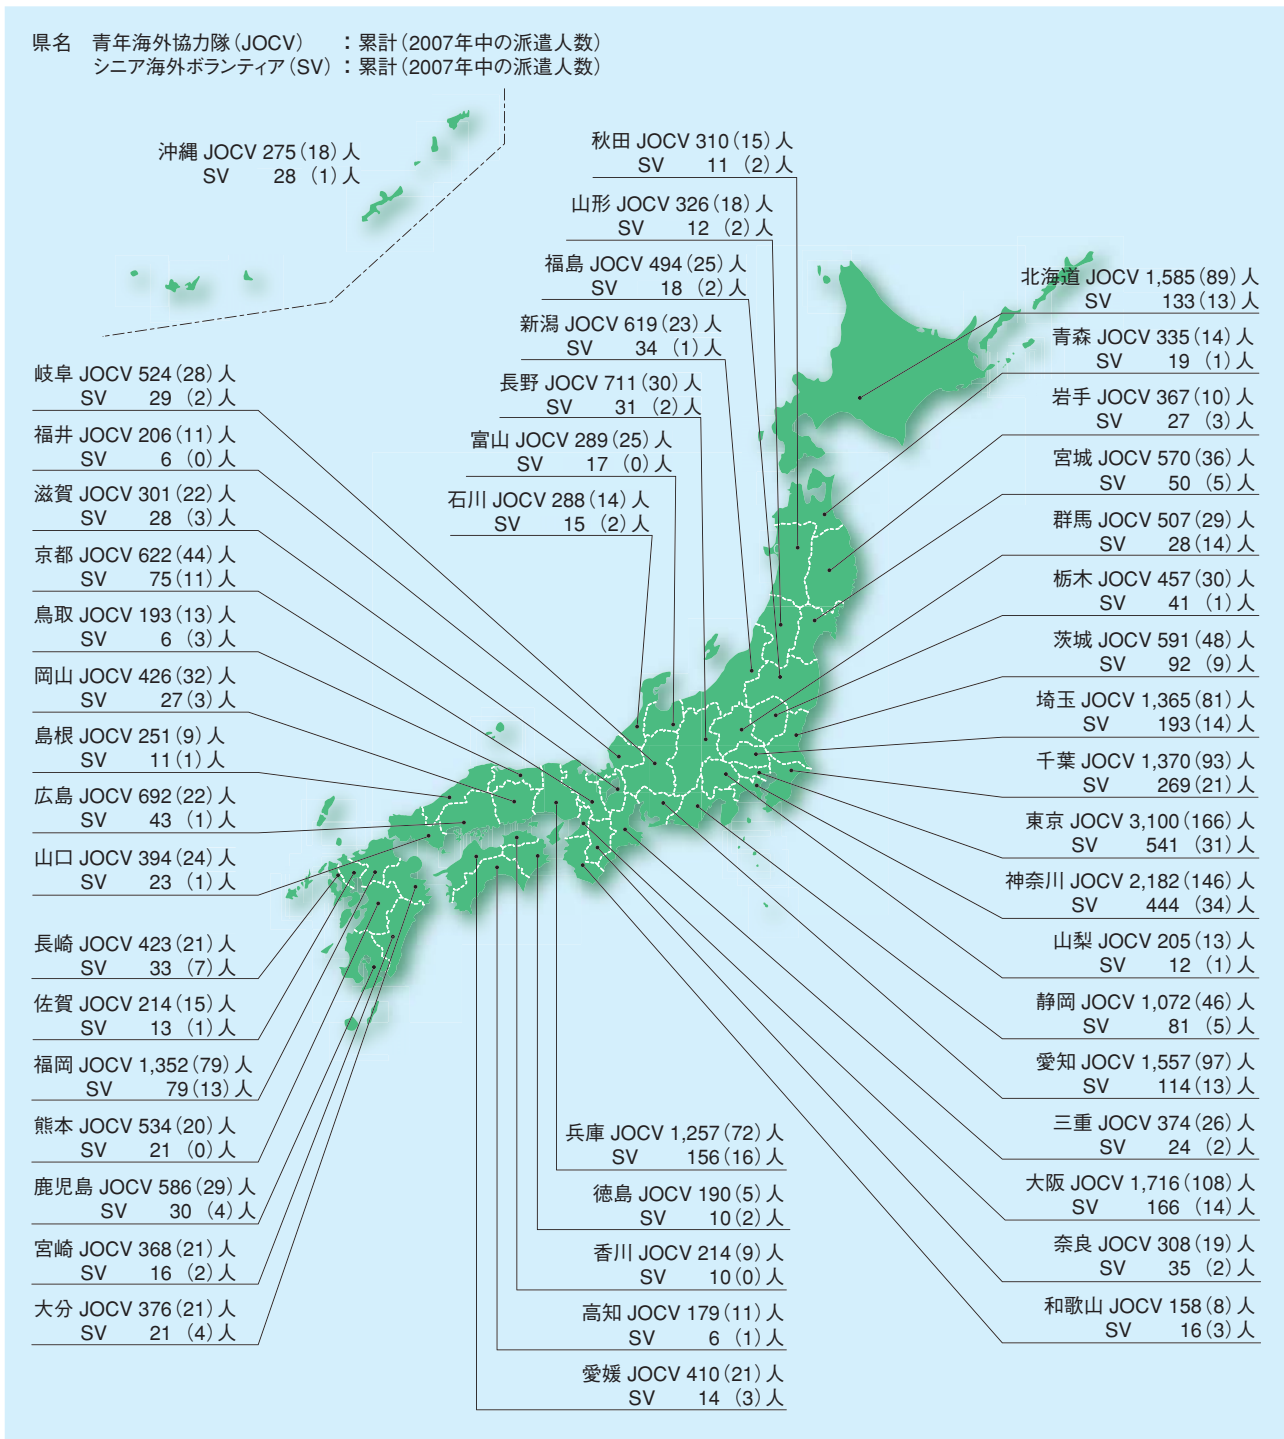 県名 青年海外協力隊（JOCV） ：累計（2007年中の派遣人数）
シニア海外ボランティア（SV）：累計（2007年中の派遣人数）
沖縄 JOCV 275（18）人
SV 28（1）人
秋田 JOCV 310（15）人
SV 11（2）人
山形 JOCV 326（18）人
SV 12（2）人
福島 JOCV 494（25）人
SV 18（2）人
新潟 JOCV 619（23）人
SV 34（1）人
長野 JOCV 711（30）人
SV 31（2）人
富山 JOCV 289（25）人
SV 17（0）人
石川 JOCV 288（14）人
SV 15（2）人
岐阜 JOCV 524（28）人
SV 29（2）人
福井 JOCV 206（11）人
SV 6（0）人
滋賀 JOCV 301（22）人
SV 28（3）人
京都 JOCV 622（44）人
SV 75（11）人
鳥取 JOCV 193（13）人
SV 6（3）人
岡山 JOCV 426（32）人
SV 27（3）人
島根 JOCV 251（9）人
SV 11（1）人
広島 JOCV 692（22）人
SV 43（1）人
山口 JOCV 394（24）人
SV 23（1）人
長崎 JOCV 423（21）人
SV 33（7）人
佐賀 JOCV 214（15）人
SV 13（1）人
福岡 JOCV 1,352（79）人
SV 79（13）人
熊本 JOCV 534（20）人
SV 21（0）人
鹿児島 JOCV 586（29）人
SV 30（4）人
宮崎 JOCV 368（21）人
SV 16（2）人
大分 JOCV 376（21）人
SV 21（4）人
兵庫 JOCV 1,257（72）人
SV 156（16）人
徳島 JOCV 190（5）人
SV 10（2）人
香川 JOCV 214（9）人
SV 10（0）人
高知 JOCV 179（11）人
SV 6（1）人
愛媛 JOCV 410（21）人
SV 14（3）人
北海道 JOCV 1,585（89）人
SV 133（13）人
青森 JOCV 335（14）人
SV 19（1）人
岩手 JOCV 367（10）人
SV 27（3）人
宮城 JOCV 570（36）人
SV 50（5）人
群馬 JOCV 507（29）人
SV 28（14）人
栃木 JOCV 457（30）人
SV 41（1）人
茨城 JOCV 591（48）人
SV 92（9）人
埼玉 JOCV 1,365（81）人
SV 193（14）人
千葉 JOCV 1,370（93）人
SV 269（21）人
東京 JOCV 3,100（166）人
SV 541（31）人
神奈川 JOCV 2,182（146）人
SV 444（34）人
山梨 JOCV 205（13）人
SV 12（1）人
静岡 JOCV 1,072（46）人
SV 81（5）人
愛知 JOCV 1,557（97）人
SV 114（13）人
三重 JOCV 374（26）人
SV 24（2）人
大阪 JOCV 1,716（108）人
SV 166（14）人
奈良 JOCV 308（19）人
SV 35（2）人
和歌山 JOCV 158（8）人
SV 16（3）人